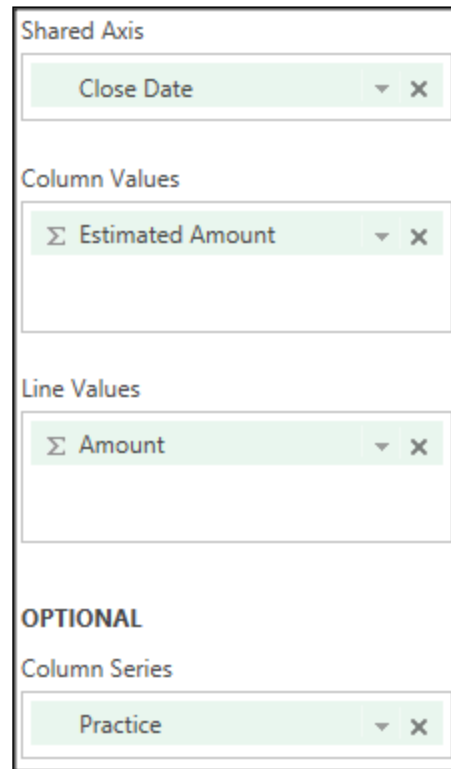 Shared Axis
Close Date
Column Values
Σ Estimated Amount
Line Values
Σ Amount
OPTIONAL
Column Series
Practice